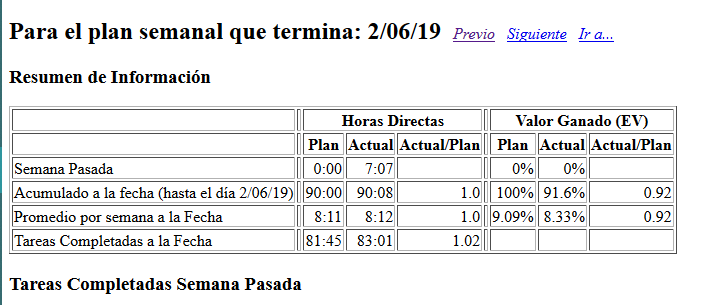 Para el plan semanal que termina: 2/06/19 Previo Siguiente Ir a...
Resumen de Información
Horas Directas Valor Ganado (EV)
Plan Actual Actual/Plan Plan Actual Actual/Plan
Semana Pasada 0:00 7:07 0% 0%
Acumulado a la fecha (hasta el día 2/06/19) 90:00 90:08 1.0 100% 91.6% 0.92
Promedio por semana a la Fecha 8:11 8:12 1.0 9.09% 8.33% 0.92
Tareas Completadas a la Fecha 81:45 83:01 1.02
Tareas Completadas Semana Pasada